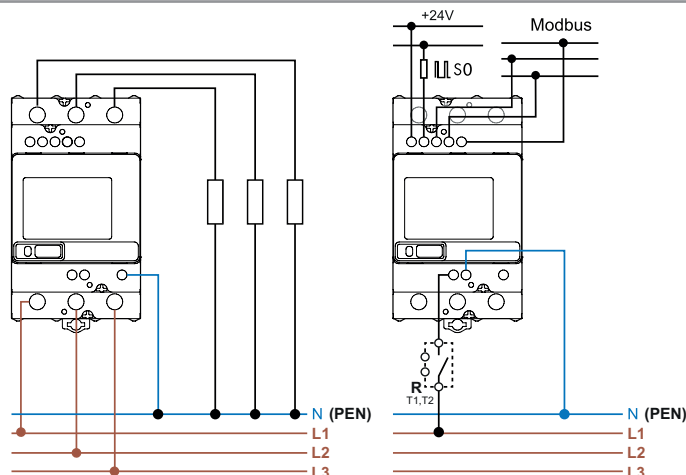 +24V
Modbus
S0
N (PEN)
L1
L2
L3
R
T1,T2
N (PEN)
L1
L2
L3